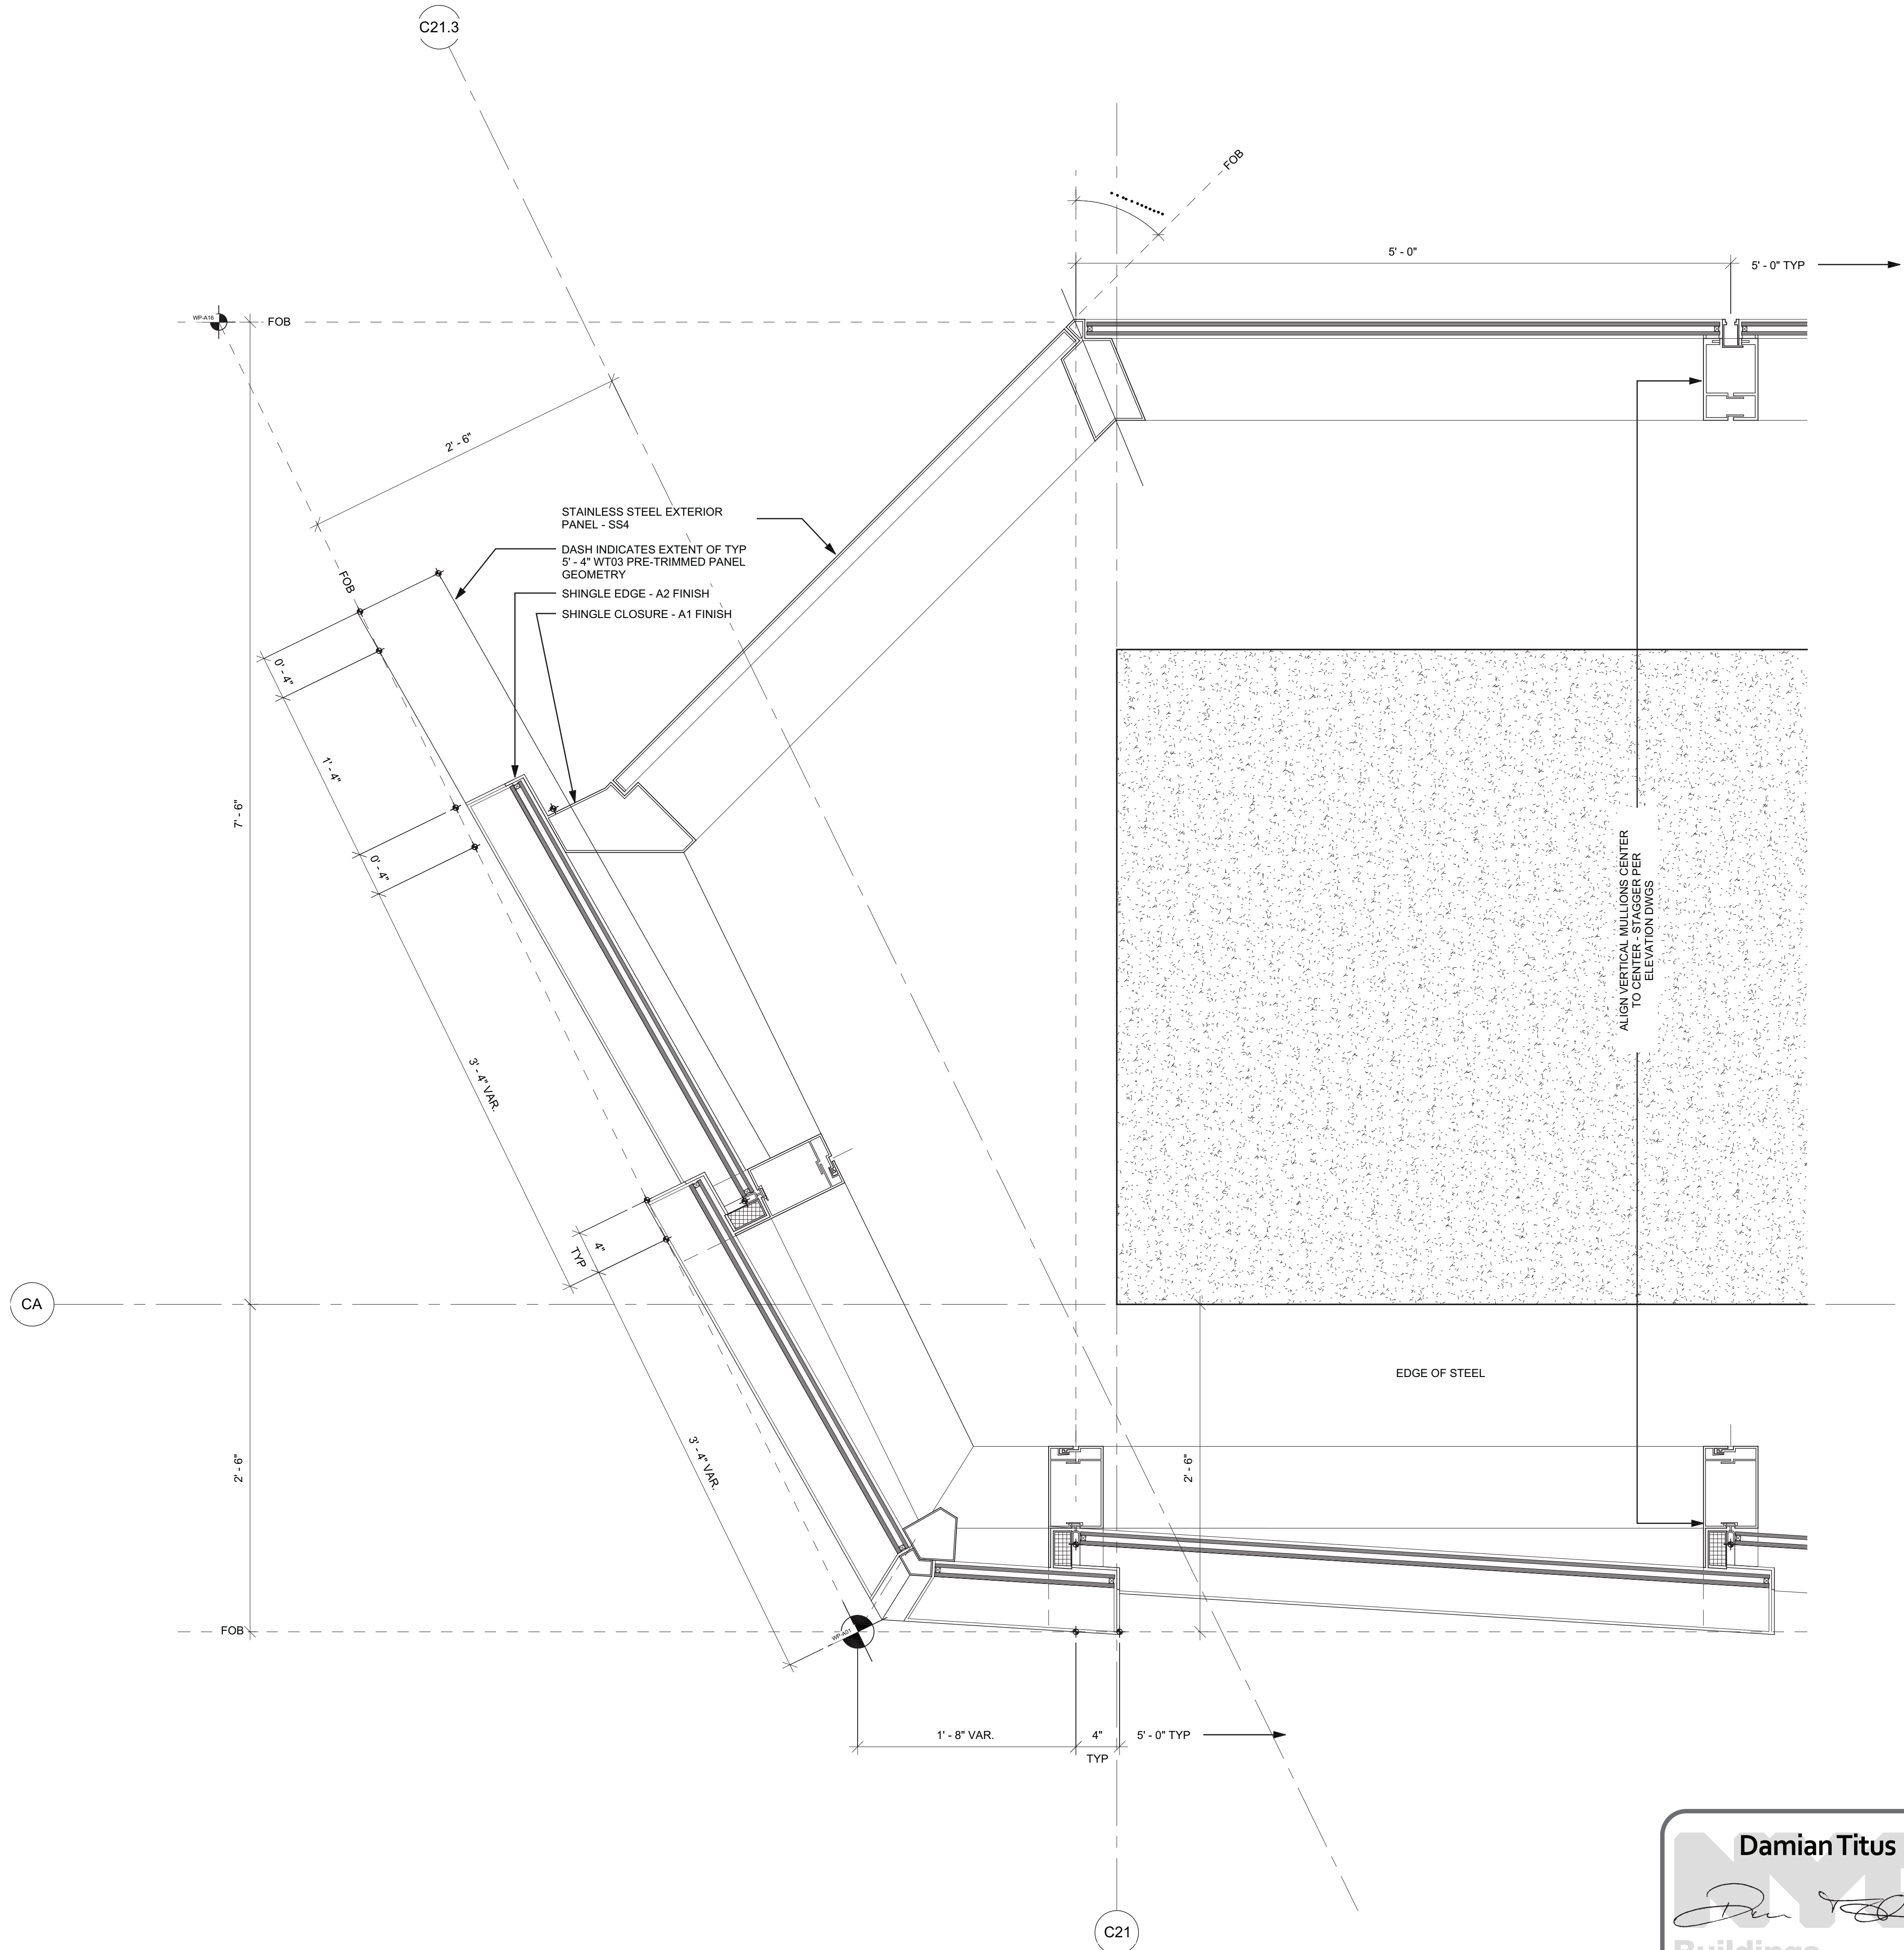 C21.3
FOB
5' - 0"
5' - 0" TYP
WP-A16
FOB
2' - 6"
STAINLESS STEEL EXTERIOR
PANEL - SS4
DASH INDICATES EXTENT OF TYP
5' - 4" WT03 PRE-TRIMMED PANEL
GEOMETRY
SHINGLE EDGE - A2 FINISH
SHINGLE CLOSURE - A1 FINISH
FOB
0' - 4"
1' - 4"
7' - 6"
0' - 4"
ALIGN VERTICAL MULLIONS CENTER
TO CENTER - STAGGER PER
ELEVATION DWGS
3' - 4" VAR.
4"
TYP
CA
EDGE OF STEEL
2' - 6"
3' - 4" VAR.
2' - 6"
FOB
WP-A01
1' - 8" VAR.
4"
5' - 0" TYP
TYP
Damian Titus
C21
Buildings